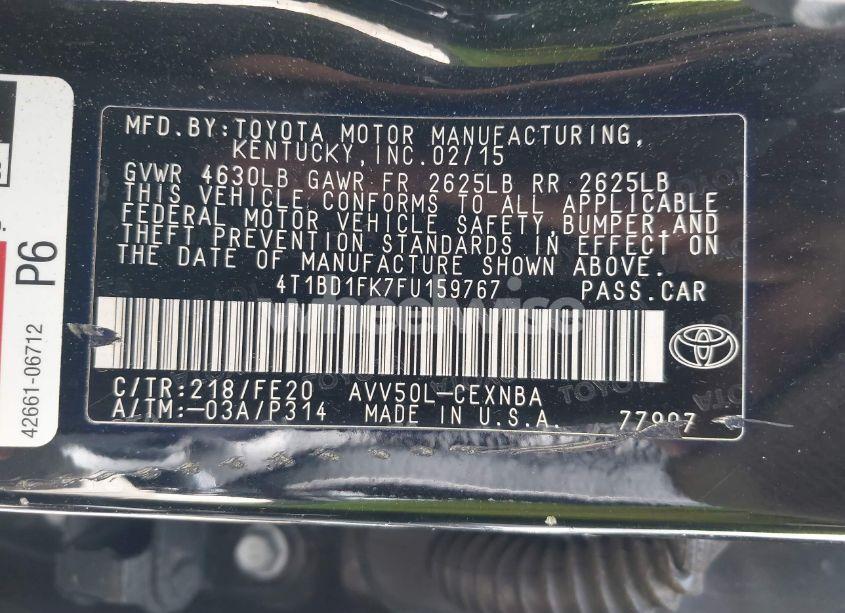 MFD.BY:TOYOTA MOTOR MANUFACTURING,
KENTUCKY,INC.02/15
GVWR 4630LB GAWR FR 2625LB RR 2625LB
THIS VEHICLE CONFORMS TO ALL APPLICABLE
FEDERAL MOTOR VEHICLE SAFETY,BUMPER,AND
THEFT PREVENTION STANDARDS IN EFFECT ON
THE DATE OF MANUFACTURE SHOWN ABOVE.
4T1BD1FK7FU159767 PASS.CAR
wheelwise
C/TR:218/FE20 AVV50L-CEXNBA
A/TM:-03A/P314 MADE IN U.S.A.
P6
42661-06712